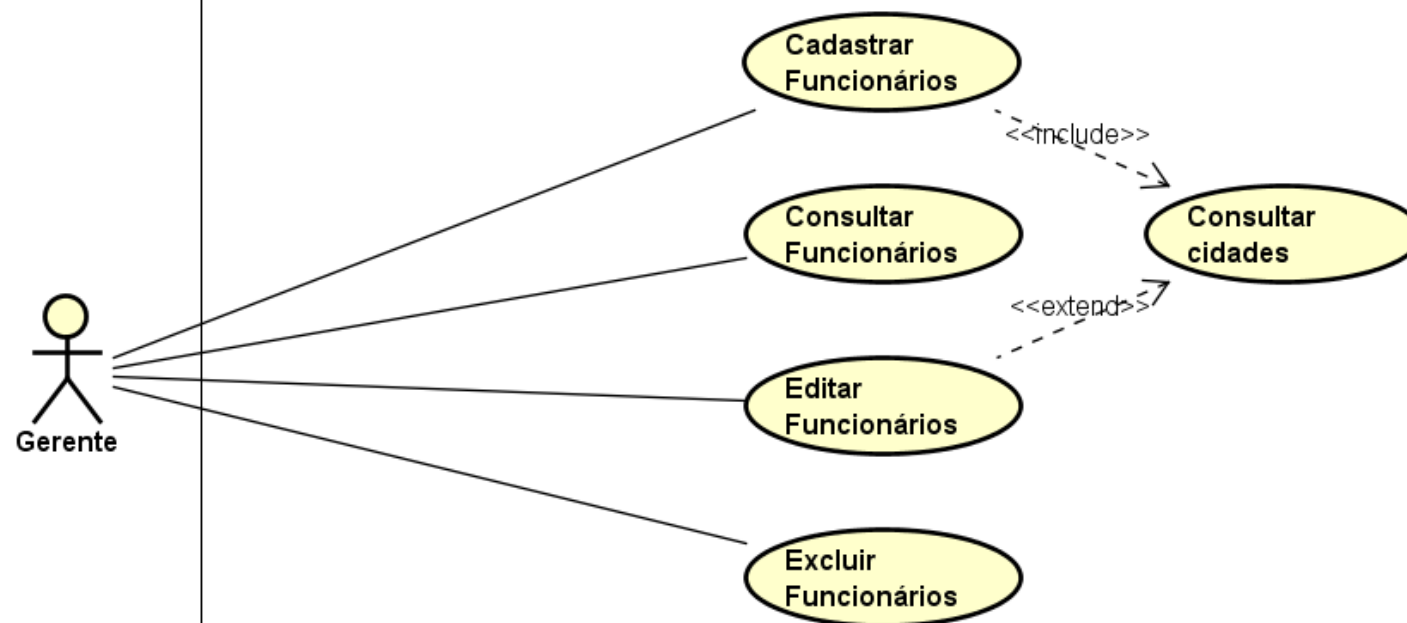 Cadastrar
Funcionários
<<include>>
Consultar
Funcionários
Consultar
cidades
<<extend>>
Editar
Funcionários
Gerente
Excluir
Funcionários